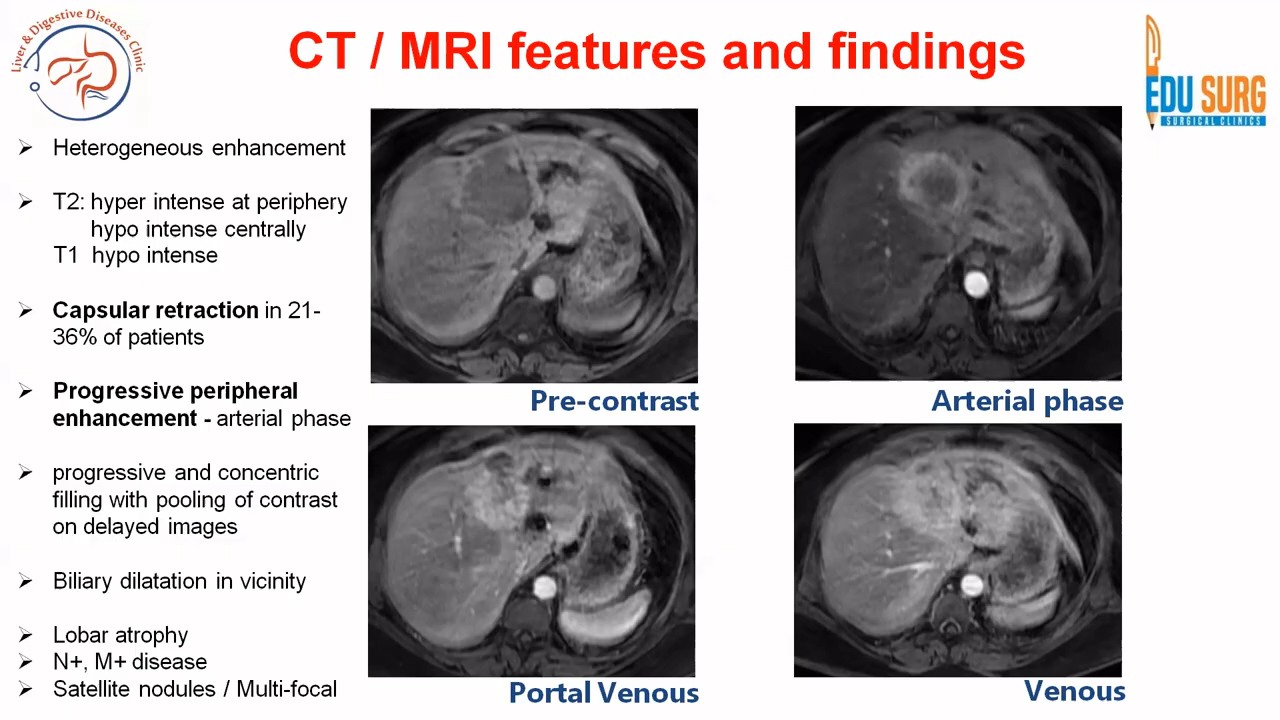 Liver & Digestive Diseases Clinic
CT / MRI features and findings
EDU SURG
SURGICAL CLINICS
➢ Heterogeneous enhancement
➢ T2: hyper intense at periphery
hypo intense centrally
T1 hypo intense
➢ Capsular retraction in 21-
36% of patients
➢ Progressive peripheral
enhancement - arterial phase
➢ progressive and concentric
filling with pooling of contrast
on delayed images
➢ Biliary dilatation in vicinity
➢ Lobar atrophy
➢ N+, M+ disease
➢ Satellite nodules / Multi-focal
Pre-contrast
Arterial phase
Portal Venous
Venous